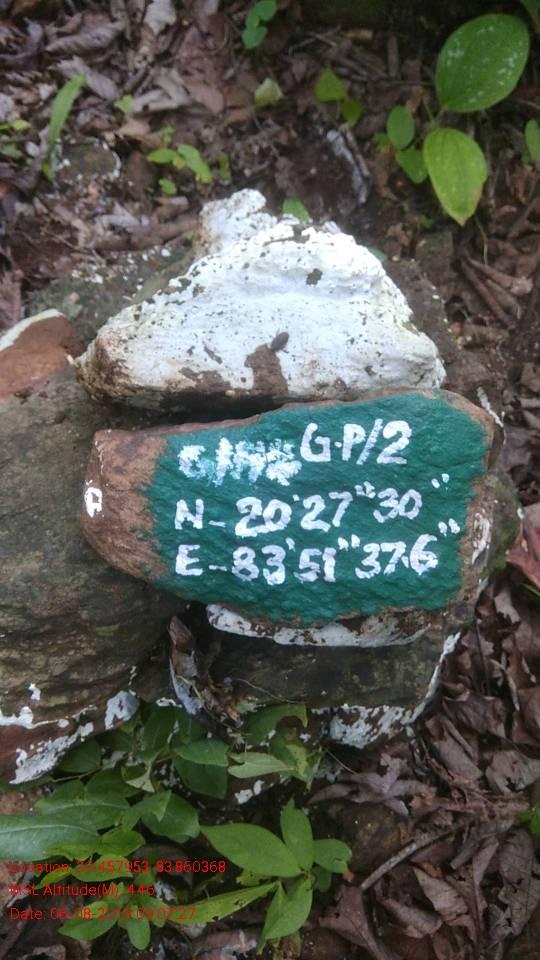 G.P/2
N-20'27"30"
E-83'51"37.6"'
Location: 20.457953 83.860368
MSL Altitude(M): 446
Date: 06-08-2019 09:07:27